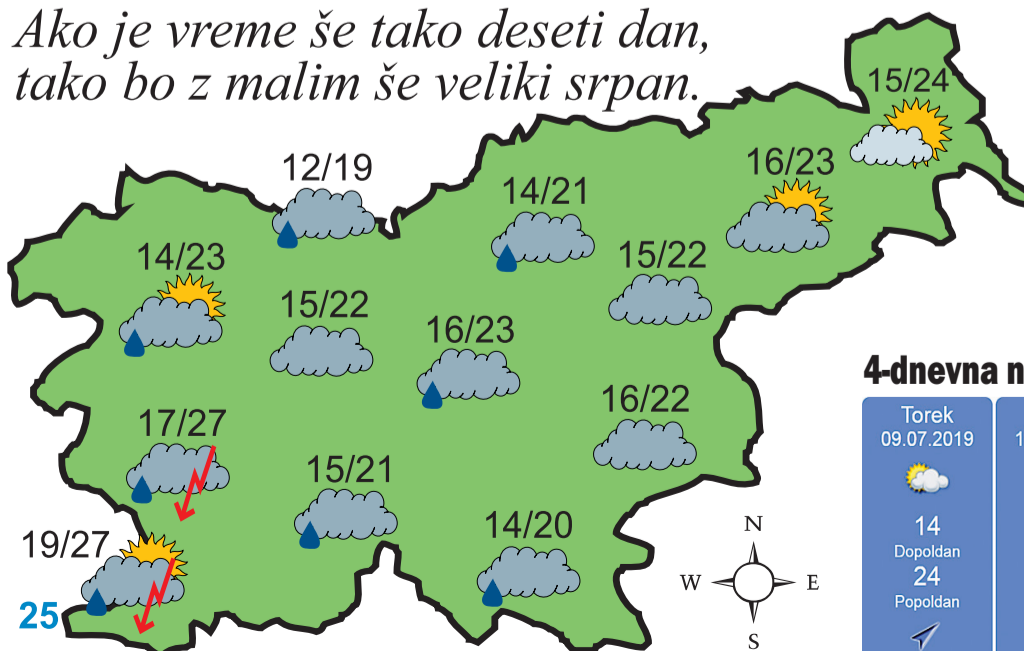 Ako je vreme še tako deseti dan,
tako bo z malim še veliki srpan.
15/24
12/19
16/23
14/21
14/23
15/22
15/22
16/23
16/22
17/27
15/21
14/20
19/27
25
N
W E
S
4-dnevna n
Torek
09.07.2019
1
14
Dopoldan
24
Popoldan